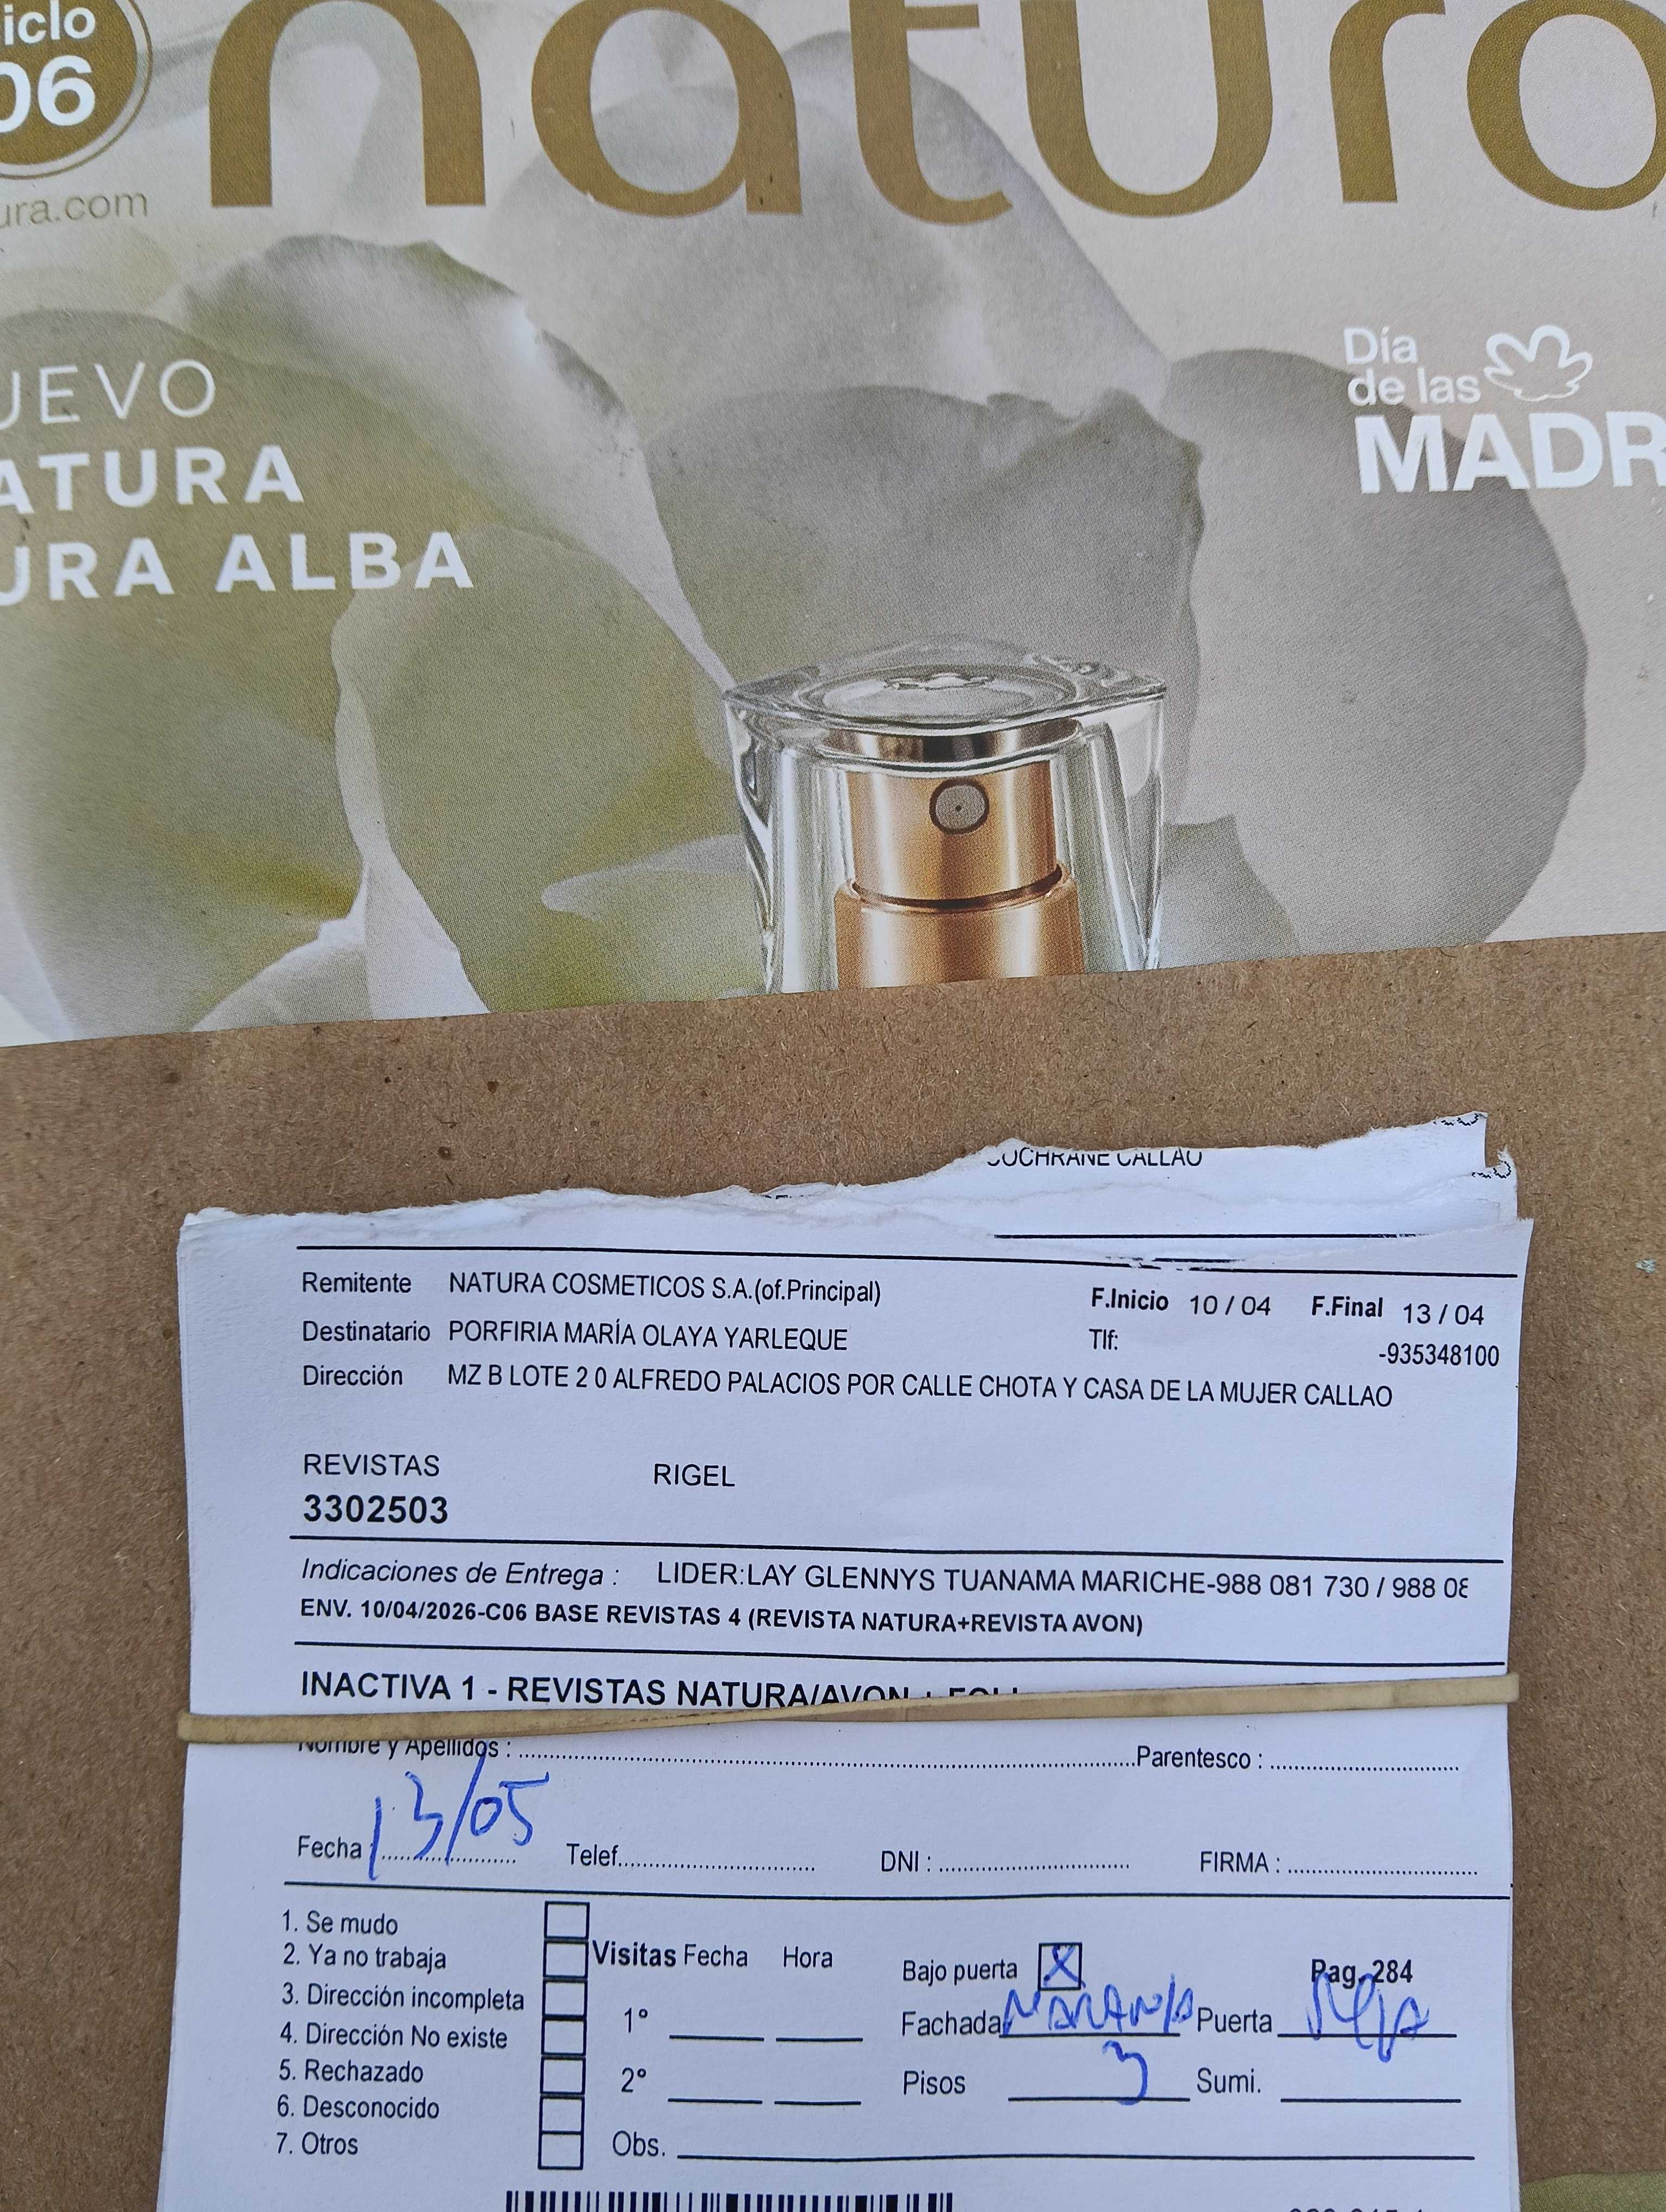 iclo
06
natura
ura.com
UEVO
ATURA
URA ALBA
Día
de las
MADR
COCHRANE CALLAO
Remitente NATURA COSMETICOS S.A.(of.Principal) F.Inicio 10 / 04 F.Final 13 / 04
Destinatario PORFIRIA MARÍA OLAYA YARLEQUE Tlf: -935348100
Dirección MZ B LOTE 2 0 ALFREDO PALACIOS POR CALLE CHOTA Y CASA DE LA MUJER CALLAO
REVISTAS RIGEL
3302503
Indicaciones de Entrega : LIDER:LAY GLENNYS TUANAMA MARICHE-988 081 730 / 988 08
ENV. 10/04/2026-C06 BASE REVISTAS 4 (REVISTA NATURA+REVISTA AVON)
INACTIVA 1 - REVISTAS NATURA/AVON +
Nombre y Apellidos : Parentesco :
Fecha 13/05 Telef. DNI : FIRMA :
1. Se mudo
2. Ya no trabaja
3. Dirección incompleta
4. Dirección No existe
5. Rechazado
6. Desconocido
7. Otros
Visitas Fecha Hora
1°
2°
Obs.
Bajo puerta X Pag. 284
Fachada NARANJA Puerta
Pisos 3 Sumi.